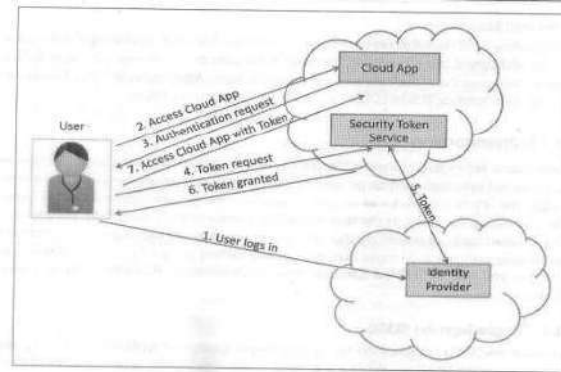 Cloud App
2. Access Cloud App
3. Authentication request
7. Access Cloud App with Token
User
Security Token
Service
4. Token request
6. Token granted
5. Token
1. User logs in
Identity
Provider